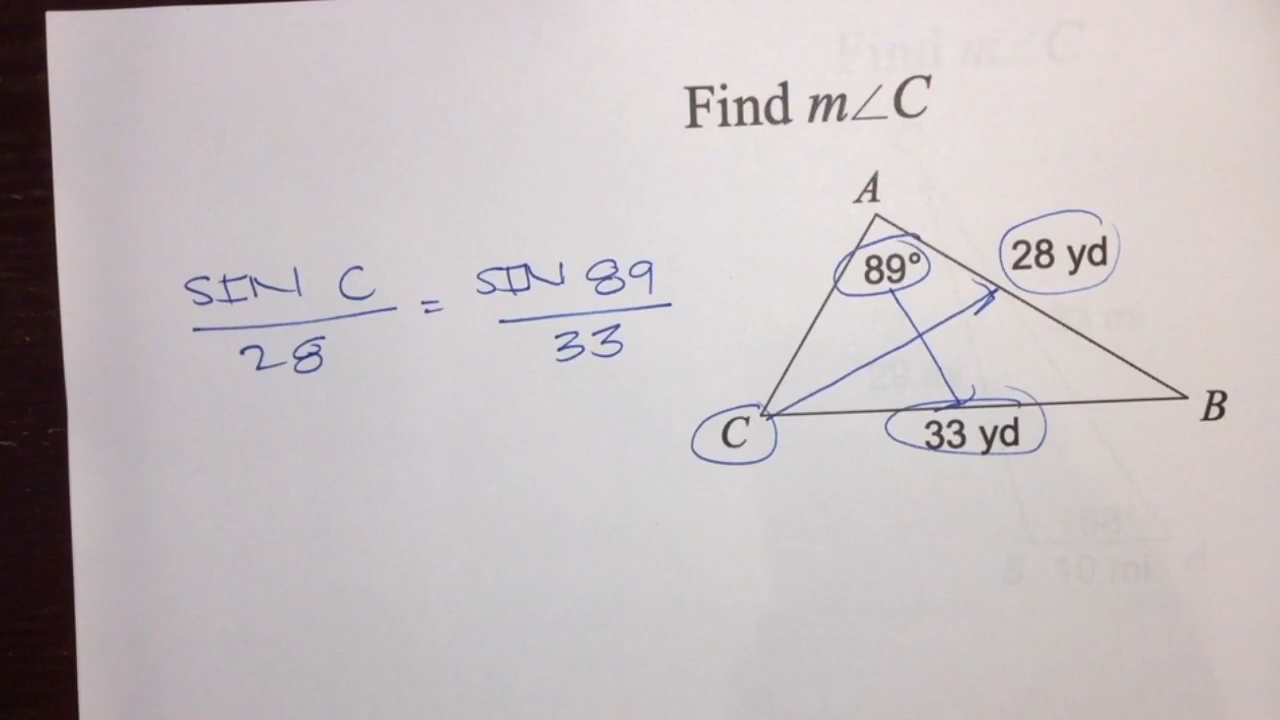 Find m∠C
A
28 yd
89°
SIN C = SIN 89
28 33
C
33 yd
B